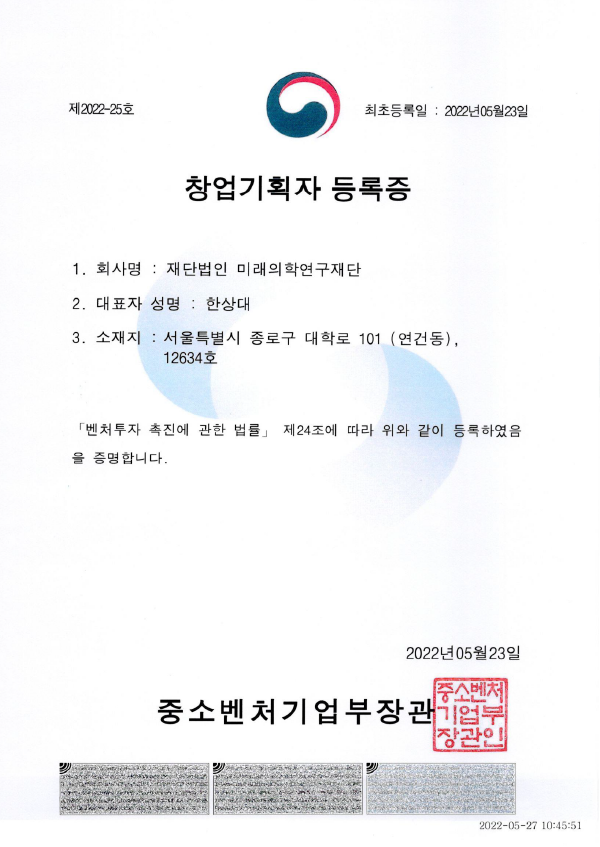 제2022-25호
최초등록일 : 2022년05월23일
창업기획자 등록증
1. 회사명 : 재단법인 미래의학연구재단
2. 대표자 성명 : 한상대
3. 소재지 : 서울특별시 종로구 대학로 101 (연건동),
12634호
「벤처투자 촉진에 관한 법률」 제24조에 따라 위와 같이 등록하였음
을 증명합니다.
2022년05월23일
중소벤처기업부장관
중소벤처
기업부
장관인
2022-05-27 10:45:51